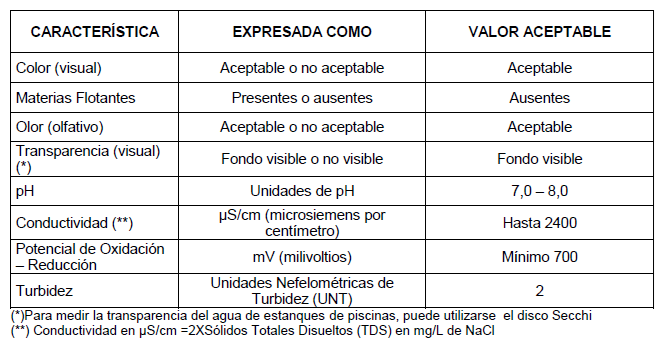 CARACTERÍSTICA EXPRESADA COMO VALOR ACEPTABLE
Color (visual) Aceptable o no aceptable Aceptable
Materias Flotantes Presentes o ausentes Ausentes
Olor (olfativo) Aceptable o no aceptable Aceptable
Transparencia (visual) Fondo visible o no visible Fondo visible
(*)
pH Unidades de pH 7,0 – 8,0
Conductividad (**) µS/cm (microsiemens por Hasta 2400
centímetro)
Potencial de Oxidación mV (milivoltios) Mínimo 700
– Reducción
Turbidez Unidades Nefelométricas de 2
Turbidez (UNT)
(*)Para medir la transparencia del agua de estanques de piscinas, puede utilizarse el disco Secchi
(**) Conductividad en µS/cm =2XSólidos Totales Disueltos (TDS) en mg/L de NaCl